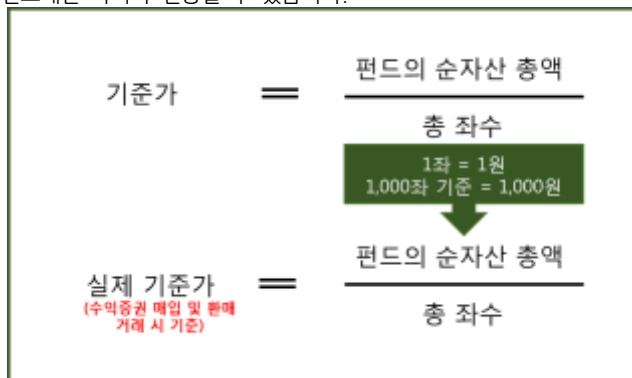 기준가 = 펀드의 순자산 총액
총 좌수
1좌 = 1원
1,000좌 기준 = 1,000원
실제 기준가 = 펀드의 순자산 총액
(수익증권 매입 및 환매
거래 시 기준)
총 좌수